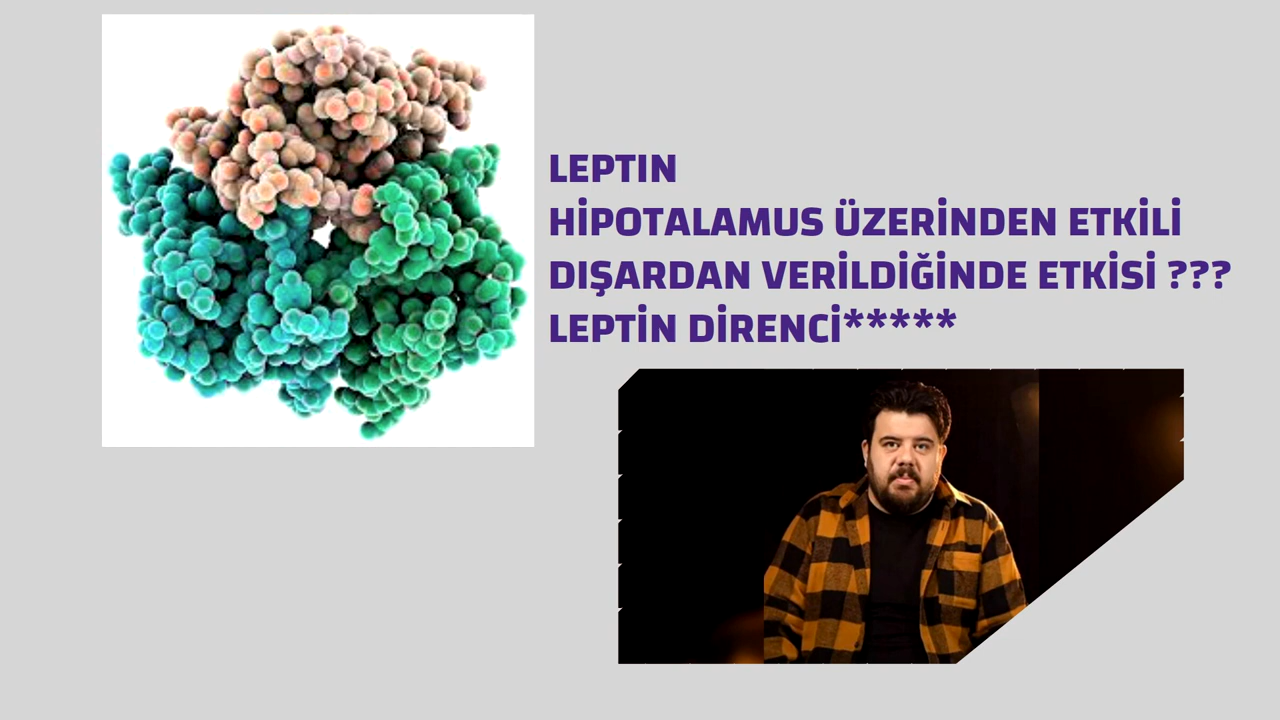 LEPTIN
HİPOTALAMUS ÜZERİNDEN ETKİLİ
DIŞARDAN VERİLDİĞİNDE ETKİSİ ???
LEPTİN DİRENCİ*****